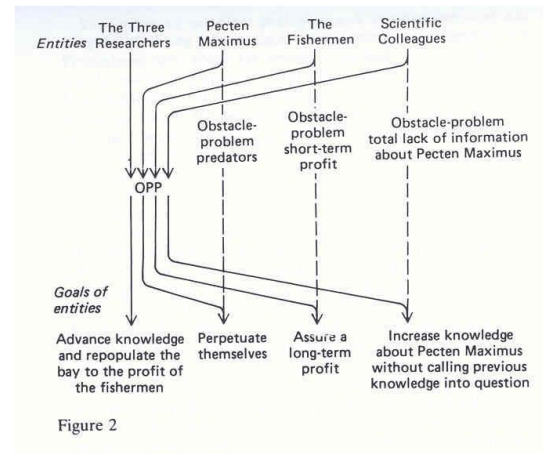 Entities
The Three
Researchers
Pecten
Maximus
The
Fishermen
Scientific
Colleagues
Obstacle-
problem
predators
Obstacle-
problem
short-term
profit
Obstacle-problem
total lack of information
about Pecten Maximus
OPP
Goals of
entities
Advance knowledge
and repopulate the
bay to the profit of
the fishermen
Perpetuate
themselves
Assure a
long-term
profit
Increase knowledge
about Pecten Maximus
without calling previous
knowledge into question
Figure 2